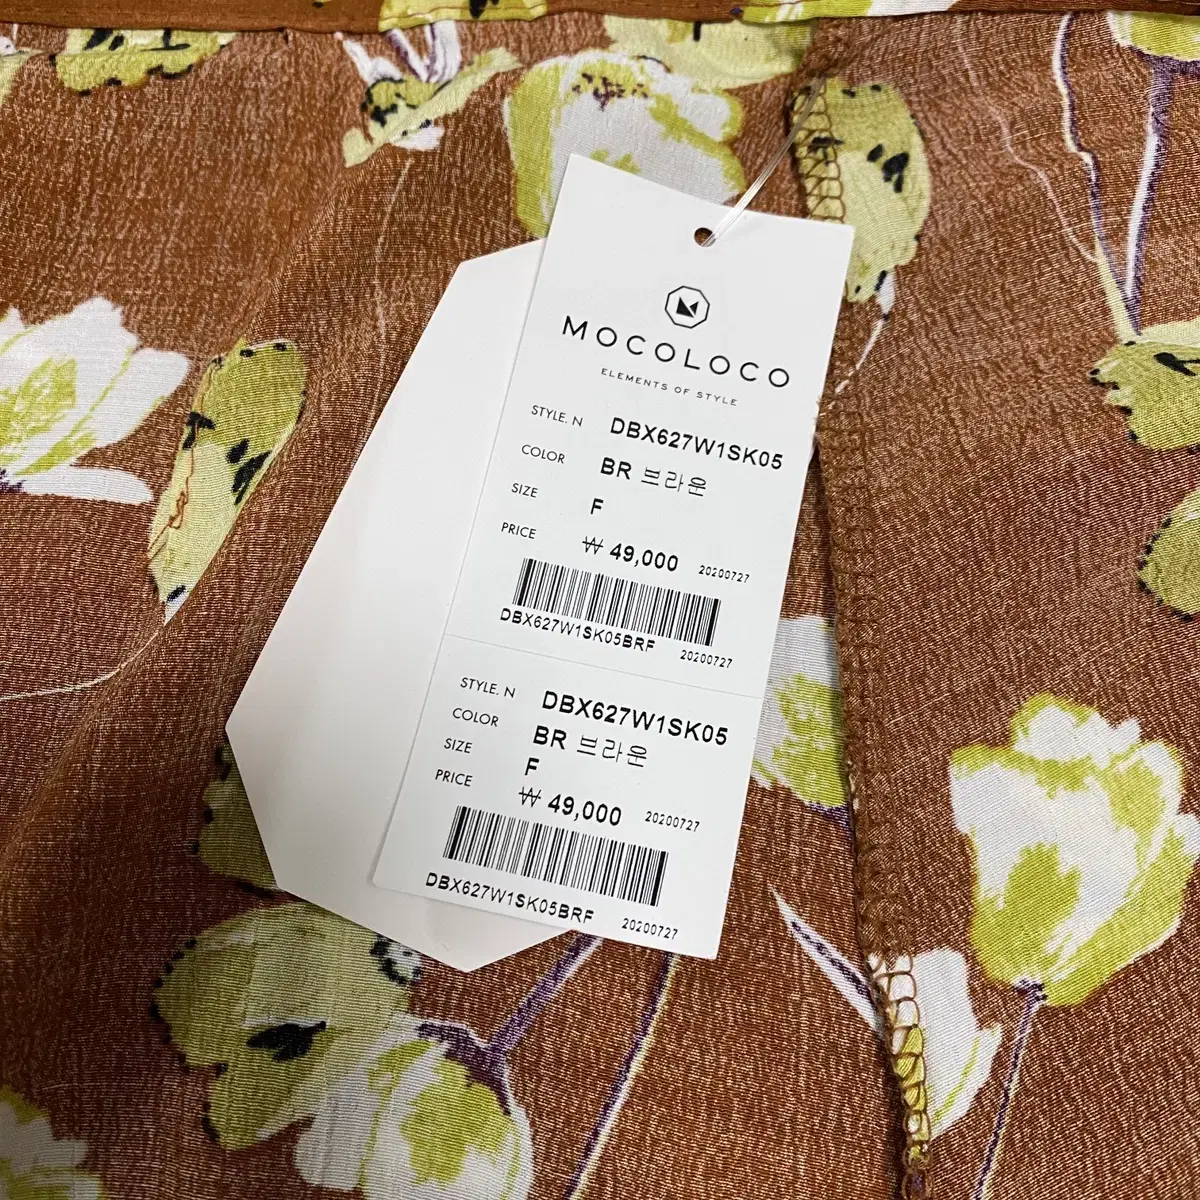 MOCOLOCO
ELEMENTS OF STYLE
STYLE. N DBX627W1SK05
COLOR BR 브라운
SIZE F
PRICE ₩ 49,000 20200727
DBX627W1SK05BRF 20200727
STYLE. N DBX627W1SK05
COLOR BR 브라운
SIZE F
PRICE ₩ 49,000 20200727
DBX627W1SK05BRF 20200727